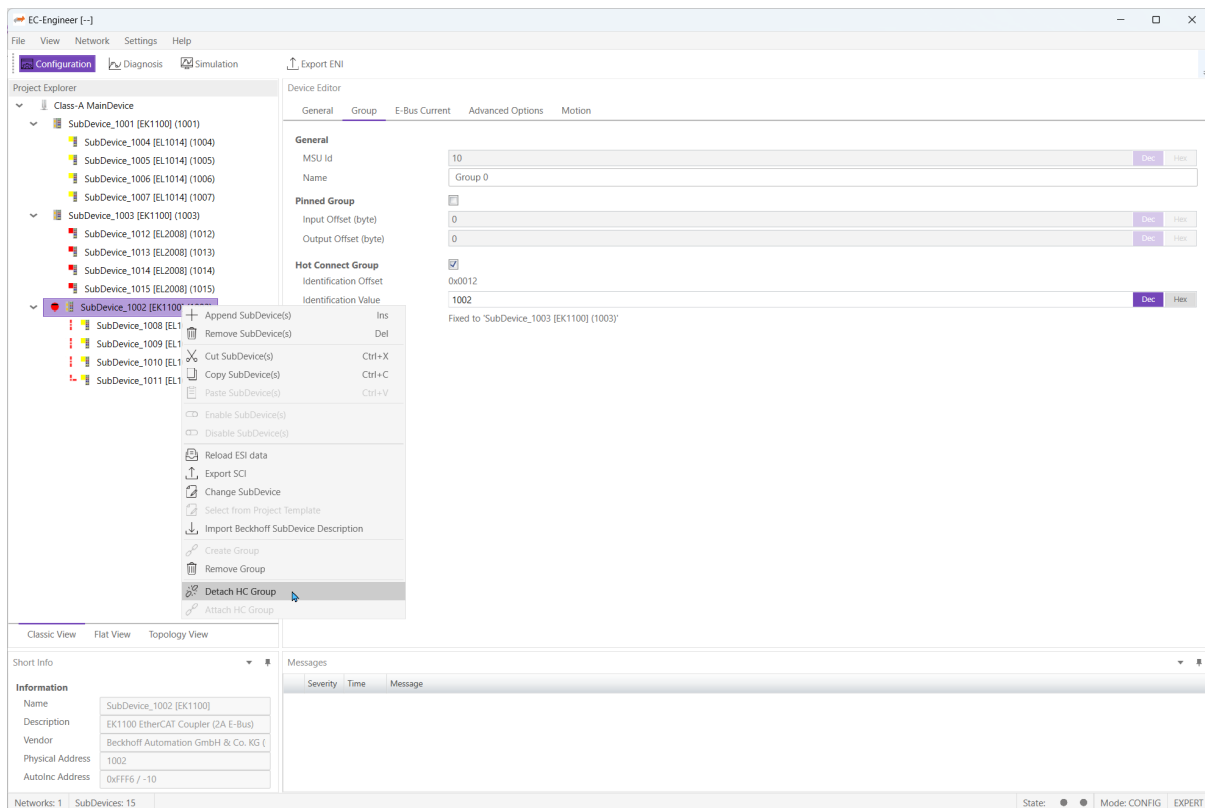 EC-Engineer [--]
File View Network Settings Help
Configuration Diagnosis Simulation Export ENI
Project Explorer
Class-A MainDevice
SubDevice_1001 [EK1100] (1001)
SubDevice_1004 [EL1014] (1004)
SubDevice_1005 [EL1014] (1005)
SubDevice_1006 [EL1014] (1006)
SubDevice_1007 [EL1014] (1007)
SubDevice_1003 [EK1100] (1003)
SubDevice_1012 [EL2008] (1012)
SubDevice_1013 [EL2008] (1013)
SubDevice_1014 [EL2008] (1014)
SubDevice_1015 [EL2008] (1015)
SubDevice_1002 [EK1100]
SubDevice_1008 [EL1
SubDevice_1009 [EL1
SubDevice_1010 [EL1
SubDevice_1011 [EL1
Append SubDevice(s) Ins
Remove SubDevice(s) Del
Cut SubDevice(s) Ctrl+X
Copy SubDevice(s) Ctrl+C
Paste SubDevice(s) Ctrl+V
Enable SubDevice(s)
Disable SubDevice(s)
Reload ESI data
Export SCI
Change SubDevice
Select from Project Template
Import Beckhoff SubDevice Description
Create Group
Remove Group
Detach HC Group
Attach HC Group
Classic View Flat View Topology View
Device Editor
General Group E-Bus Current Advanced Options Motion
General
MSU Id 10 Dec Hex
Name Group 0
Pinned Group
Input Offset (byte) 0 Dec Hex
Output Offset (byte) 0 Dec Hex
Hot Connect Group
Identification Offset 0x0012
Identification Value 1002 Dec Hex
Fixed to 'SubDevice_1003 [EK1100] (1003)'
Short Info
Information
Name SubDevice_1002 [EK1100]
Description EK1100 EtherCAT Coupler (2A E-Bus)
Vendor Beckhoff Automation GmbH & Co. KG (
Physical Address 1002
AutoInc Address 0xFFF6 / -10
Messages
Severity Time Message
Networks: 1 SubDevices: 15 State: Mode: CONFIG EXPERT